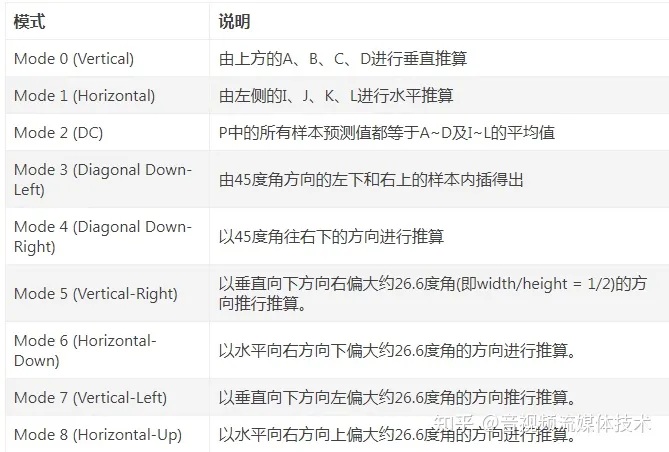 模式 说明
Mode 0 (Vertical) 由上方的A、B、C、D进行垂直推算
Mode 1 (Horizontal) 由左侧的I、J、K、L进行水平推算
Mode 2 (DC) P中的所有样本预测值都等于A~D及I~L的平均值
Mode 3 (Diagonal Down-
Left) 由45度角方向的左下和右上的样本内插得出
Mode 4 (Diagonal Down-
Right) 以45度角往右下的方向进行推算
Mode 5 (Vertical-Right) 以垂直向下方向右偏大约26.6度角(即width/height = 1/2)的方
向推行推算。
Mode 6 (Horizontal-
Down) 以水平向右方向下偏大约26.6度角的方向进行推算。
Mode 7 (Vertical-Left) 以垂直向下方向左偏大约26.6度角的方向推行推算。
Mode 8 (Horizontal-Up) 以水平向右方向上偏大约26.6度角的方向进行推算。
知乎 @音视频流媒体技术